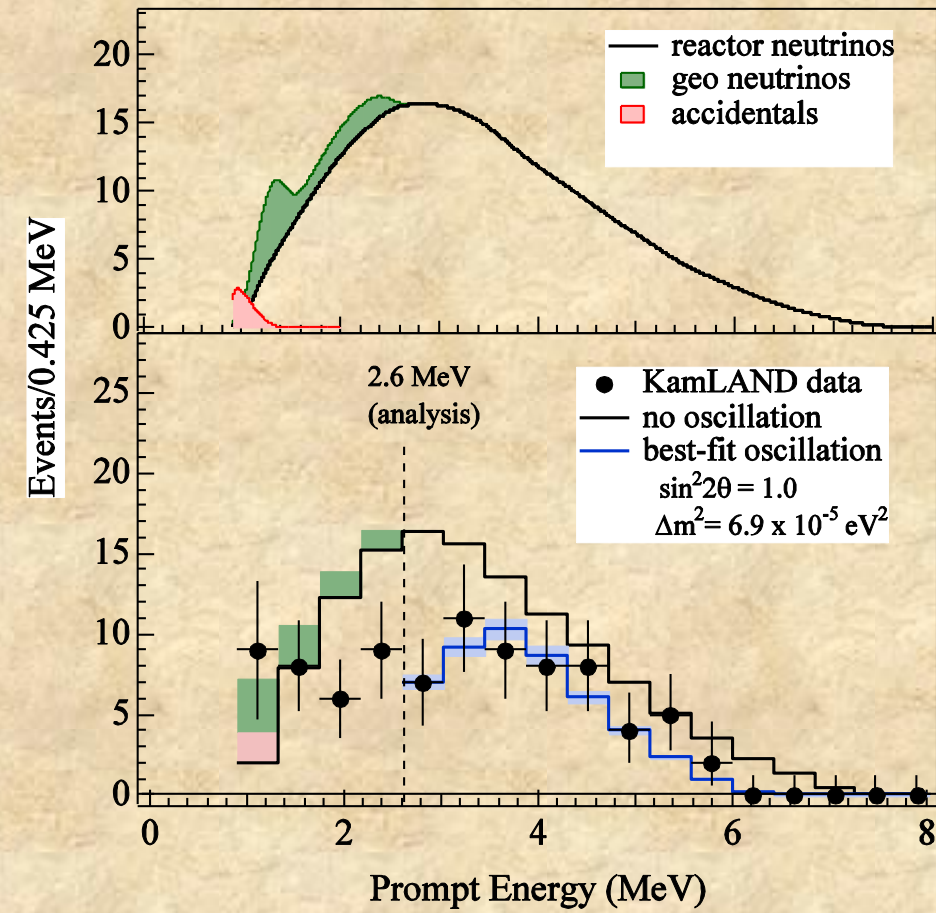 20
15
10
5
0
reactor neutrinos
geo neutrinos
accidentals
Events/0.425 MeV
2.6 MeV
(analysis)
KamLAND data
no oscillation
best-fit oscillation
sin²2θ = 1.0
Δm²= 6.9 x 10⁻⁵ eV²
25
20
15
10
5
0
0 2 4 6 8
Prompt Energy (MeV)